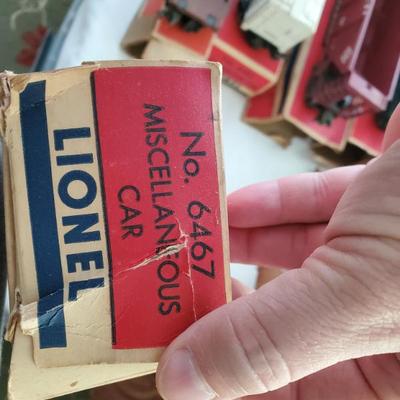 No. 6467
MISCELLANEOUS
CAR
LIONEL